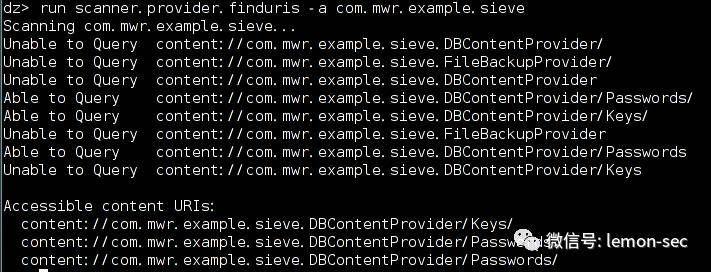 dz> run scanner.provider.finduris -a com.mwr.example.sieve
Scanning com.mwr.example.sieve...
Unable to Query content://com.mwr.example.sieve.DBContentProvider/
Unable to Query content://com.mwr.example.sieve.FileBackupProvider/
Unable to Query content://com.mwr.example.sieve.DBContentProvider
Able to Query content://com.mwr.example.sieve.DBContentProvider/Passwords/
Able to Query content://com.mwr.example.sieve.DBContentProvider/Keys/
Unable to Query content://com.mwr.example.sieve.FileBackupProvider
Able to Query content://com.mwr.example.sieve.DBContentProvider/Passwords
Unable to Query content://com.mwr.example.sieve.DBContentProvider/Keys
Accessible content URIs:
content://com.mwr.example.sieve.DBContentProvider/Keys/
content://com.mwr.example.sieve.DBContentProvider/Passwords
content://com.mwr.example.sieve.DBContentProvider/Passwords/
微信号: lemon-sec